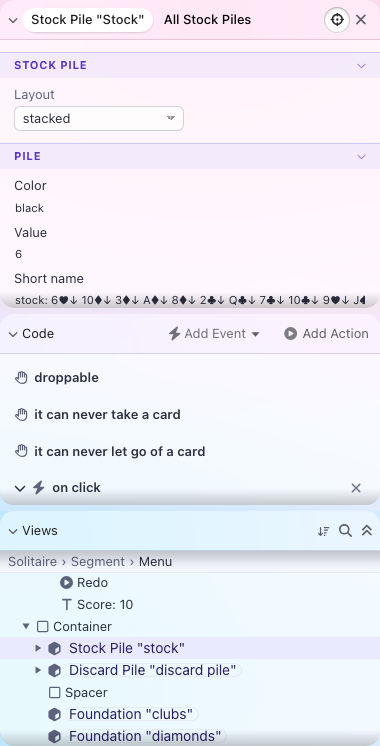 Stock Pile "Stock" All Stock Piles
STOCK PILE
Layout
stacked
PILE
Color
black
Value
6
Short name
stock: 6♥↓ 10♦↓ 3♦↓ A♦↓ 8♦↓ 2♣↓ Q♣↓ 7♣↓ 10♣↓ 9♥↓ J
Code Add Event Add Action
droppable
it can never take a card
it can never let go of a card
on click
Views
Solitaire › Segment › Menu
Redo
Score: 10
Container
Stock Pile "stock"
Discard Pile "discard pile"
Spacer
Foundation "clubs"
Foundation "diamonds"